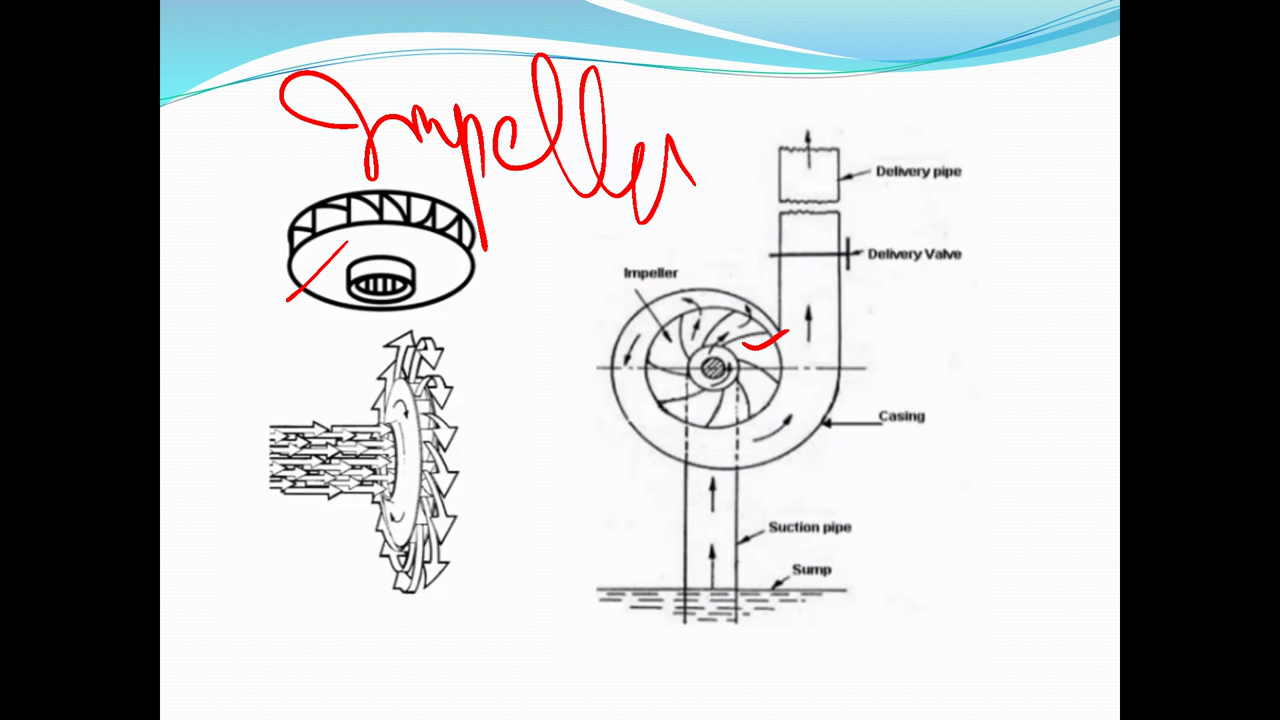 Impeller
Delivery pipe
Delivery Valve
Impeller
Casing
Suction pipe
Sump